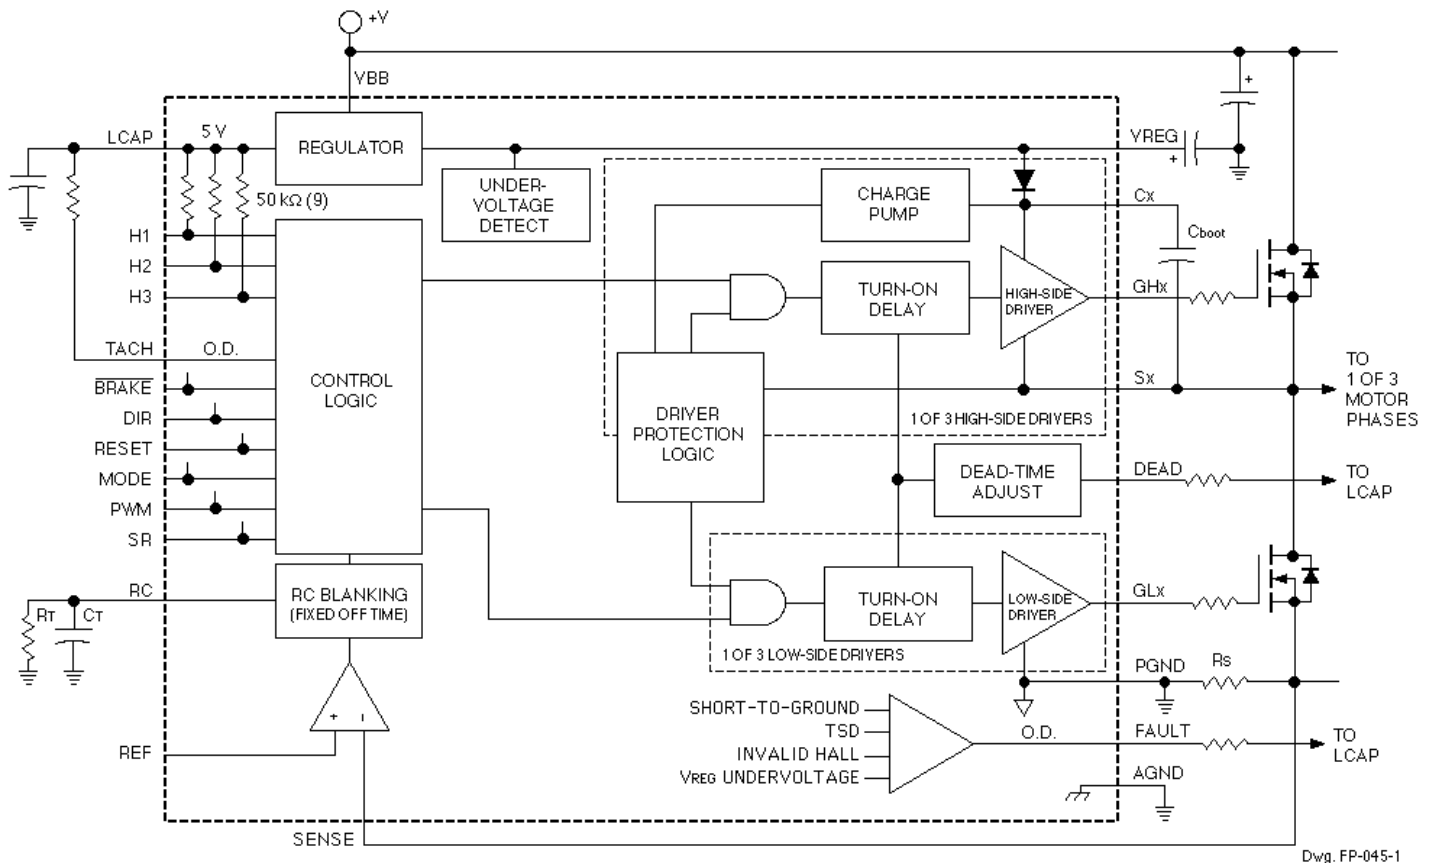 +V
VBB
LCAP
5 V
REGULATOR
VREG
+
+
50 kΩ (9)
UNDER-
VOLTAGE
DETECT
CHARGE
PUMP
Cx
Cboot
H1
H2
H3
TURN-ON
DELAY
HIGH-SIDE
DRIVER
GHx
TACH
O.D.
BRAKE
DIR
RESET
MODE
PWM
SR
CONTROL
LOGIC
DRIVER
PROTECTION
LOGIC
Sx
TO
1 OF 3
MOTOR
PHASES
1 OF 3 HIGH-SIDE DRIVERS
DEAD-TIME
ADJUST
DEAD
TO
LCAP
RC
RT
CT
RC BLANKING
(FIXED OFF TIME)
TURN-ON
DELAY
LOW-SIDE
DRIVER
GLx
1 OF 3 LOW-SIDE DRIVERS
PGND
RS
+
–
REF
SHORT-TO-GROUND
TSD
INVALID HALL
VREG UNDERVOLTAGE
O.D.
FAULT
TO
LCAP
AGND
SENSE
Dwg. FP-045-1